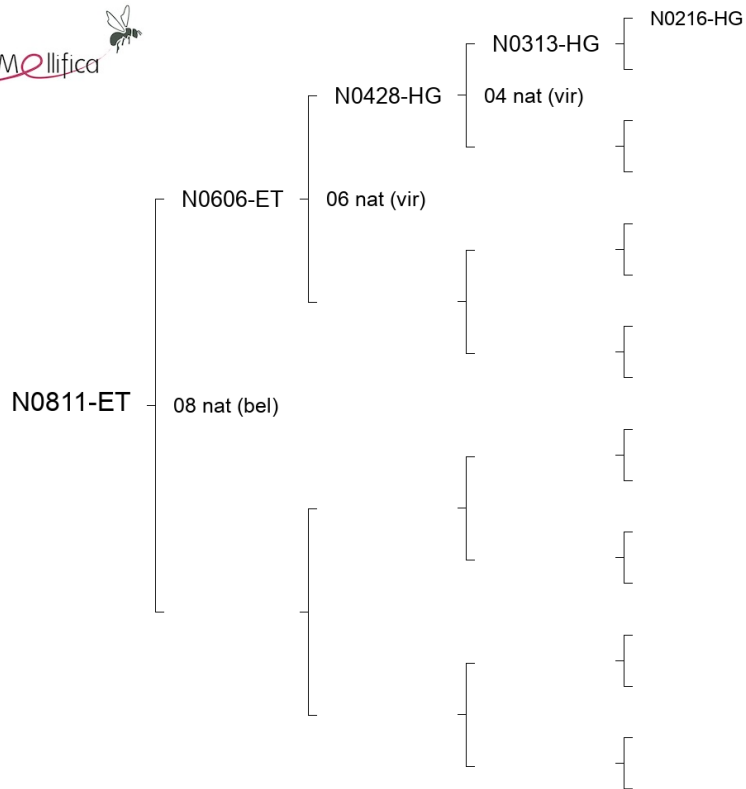 Mellifica
N0216-HG
N0313-HG
N0428-HG
04 nat (vir)
N0606-ET
06 nat (vir)
N0811-ET
08 nat (bel)